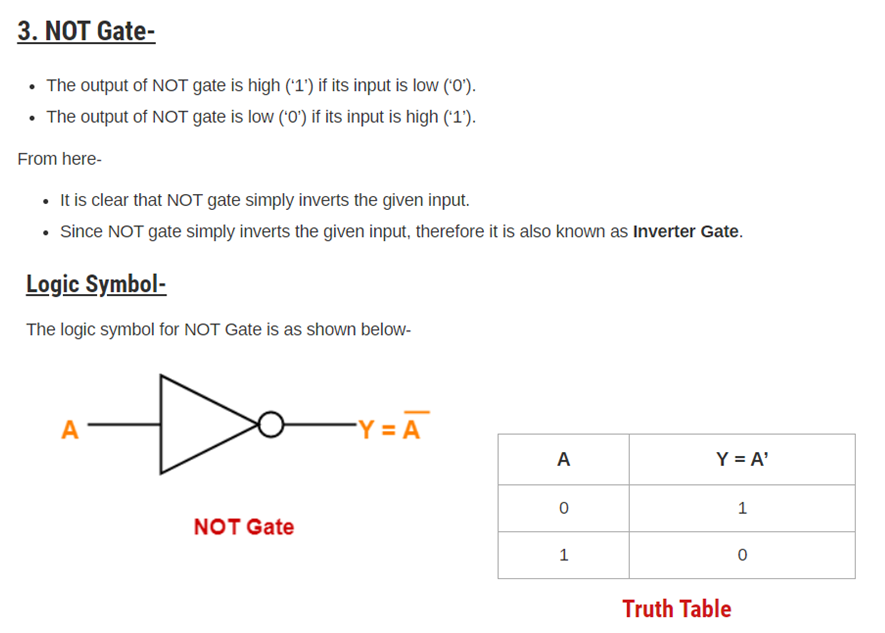 3. NOT Gate-
• The output of NOT gate is high (‘1’) if its input is low (‘0’).
• The output of NOT gate is low (‘0’) if its input is high (‘1’).
From here-
• It is clear that NOT gate simply inverts the given input.
• Since NOT gate simply inverts the given input, therefore it is also known as Inverter Gate.
Logic Symbol-
The logic symbol for NOT Gate is as shown below-
A Y = A̅
NOT Gate
A Y = A’
0 1
1 0
Truth Table